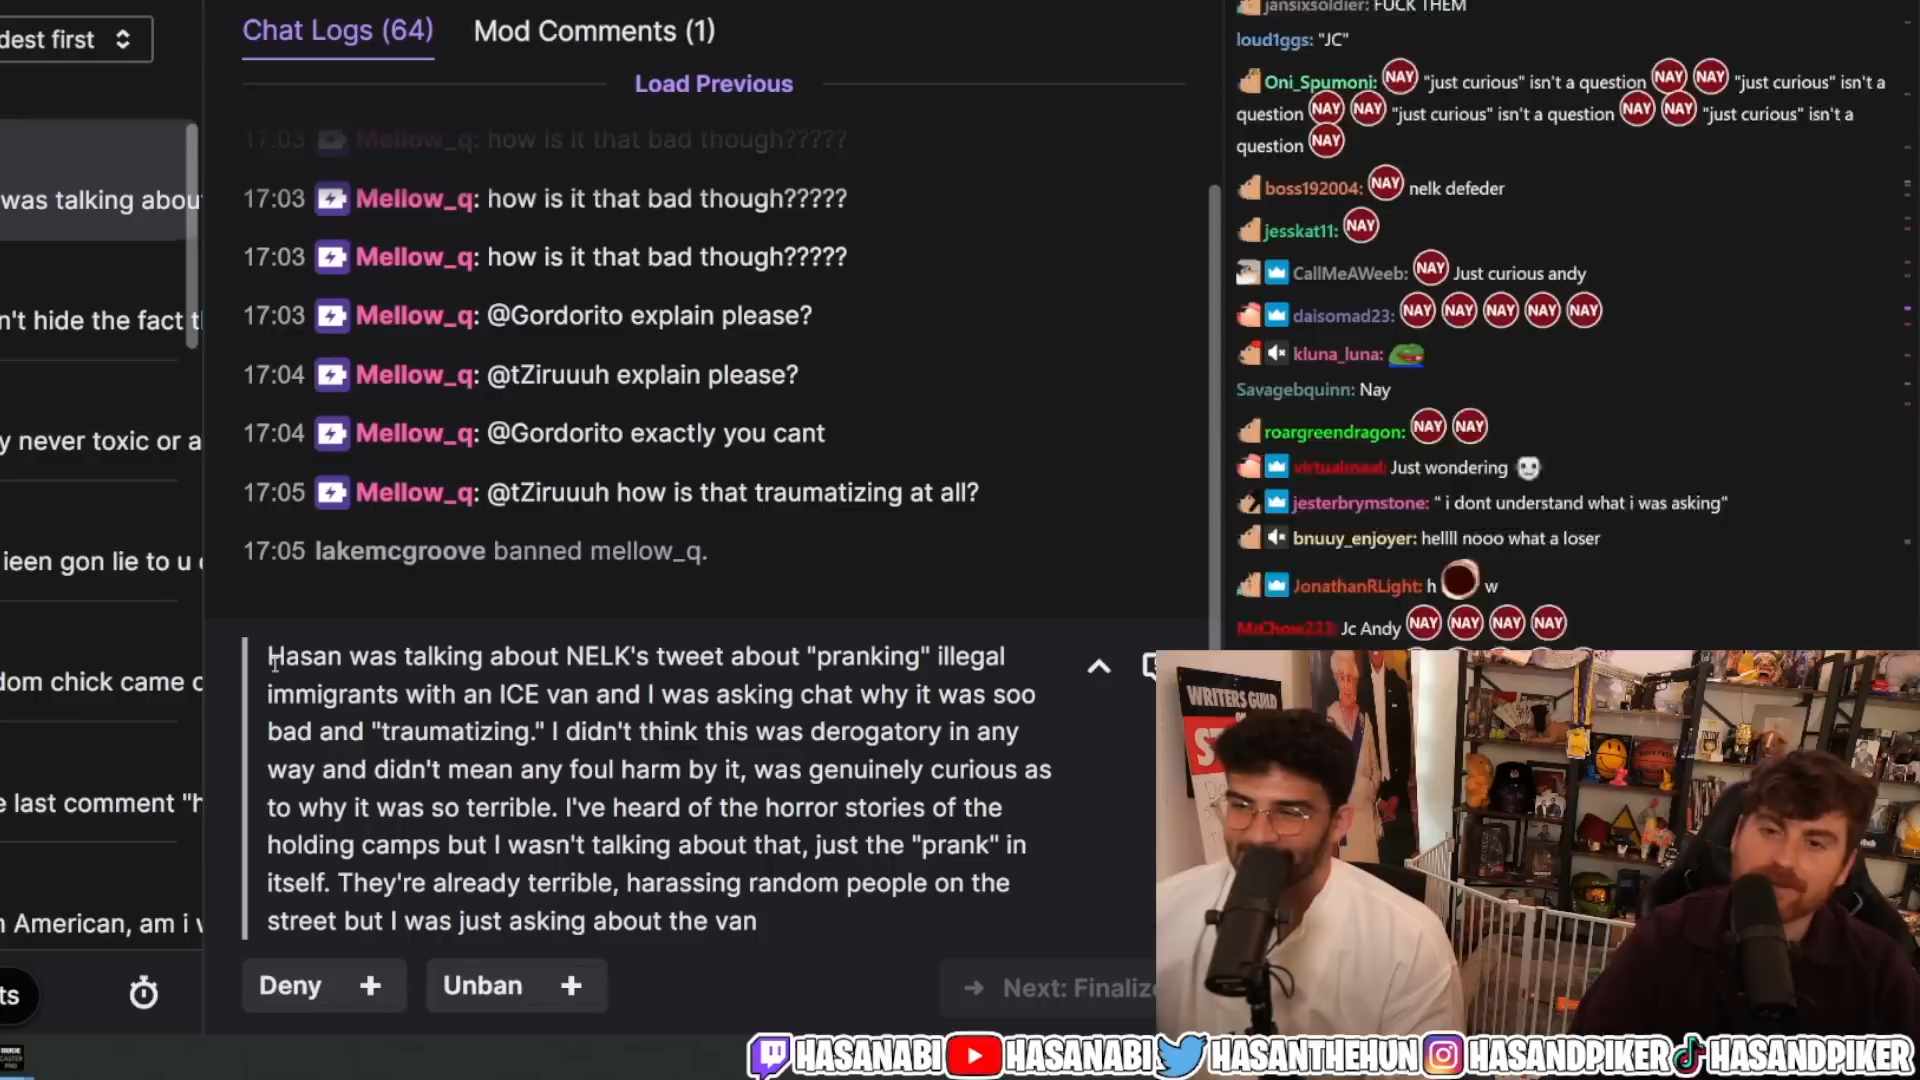 dest first
Chat Logs (64)
Mod Comments (1)
Load Previous
17:03 Mellow_q: how is it that bad though?????
17:03 Mellow_q: how is it that bad though?????
17:03 Mellow_q: how is it that bad though?????
17:03 Mellow_q: @Gordorito explain please?
17:04 Mellow_q: @tZiruuuh explain please?
17:04 Mellow_q: @Gordorito exactly you cant
17:05 Mellow_q: @tZiruuuh how is that traumatizing at all?
17:05 lakemcgroove banned mellow_q.
was talking abou
n't hide the fact t
y never toxic or a
ieen gon lie to u
dom chick came
e last comment "h
American, am i
ts
Hasan was talking about NELK's tweet about "pranking" illegal
immigrants with an ICE van and I was asking chat why it was soo
bad and "traumatizing." I didn't think this was derogatory in any
way and didn't mean any foul harm by it, was genuinely curious as
to why it was so terrible. I've heard of the horror stories of the
holding camps but I wasn't talking about that, just the "prank" in
itself. They're already terrible, harassing random people on the
street but I was just asking about the van
Deny +
Unban +
Next: Finalize
jansixsoldier: FUCK THEM
loud1ggs: "JC"
Oni_Spumoni: NAY "just curious" isn't a question NAY NAY "just curious" isn't a
question NAY NAY "just curious" isn't a question NAY NAY "just curious" isn't a
question NAY
boss192004: NAY nelk defeder
jesskat11: NAY
CallMeAWeeb: NAY Just curious andy
daisomad23: NAY NAY NAY NAY NAY
kluna_luna:
Savagebquinn: Nay
roargreendragon: NAY NAY
Just wondering
jesterbrymstone: " i dont understand what i was asking"
bnuuy_enjoyer: hellll nooo what a loser
JonathanRLight: h w
MrChow223: Jc Andy NAY NAY NAY NAY
WRITERS GUILD
HASANABI HASANABI HASANTHEHUN HASANDPIKER HASANDPIKER